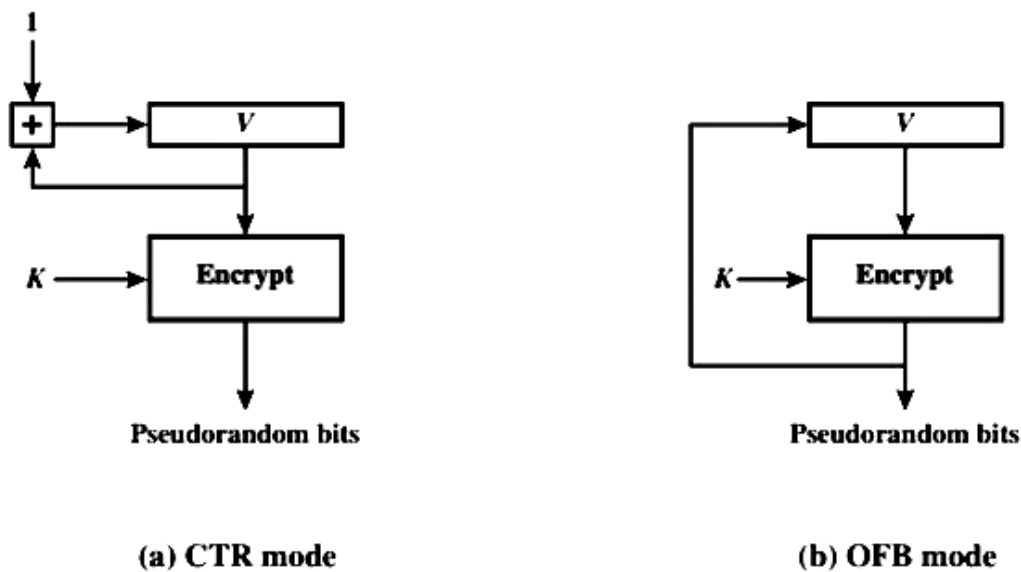 1
+
V
K
Encrypt
Pseudorandom bits
(a) CTR mode
V
K
Encrypt
Pseudorandom bits
(b) OFB mode